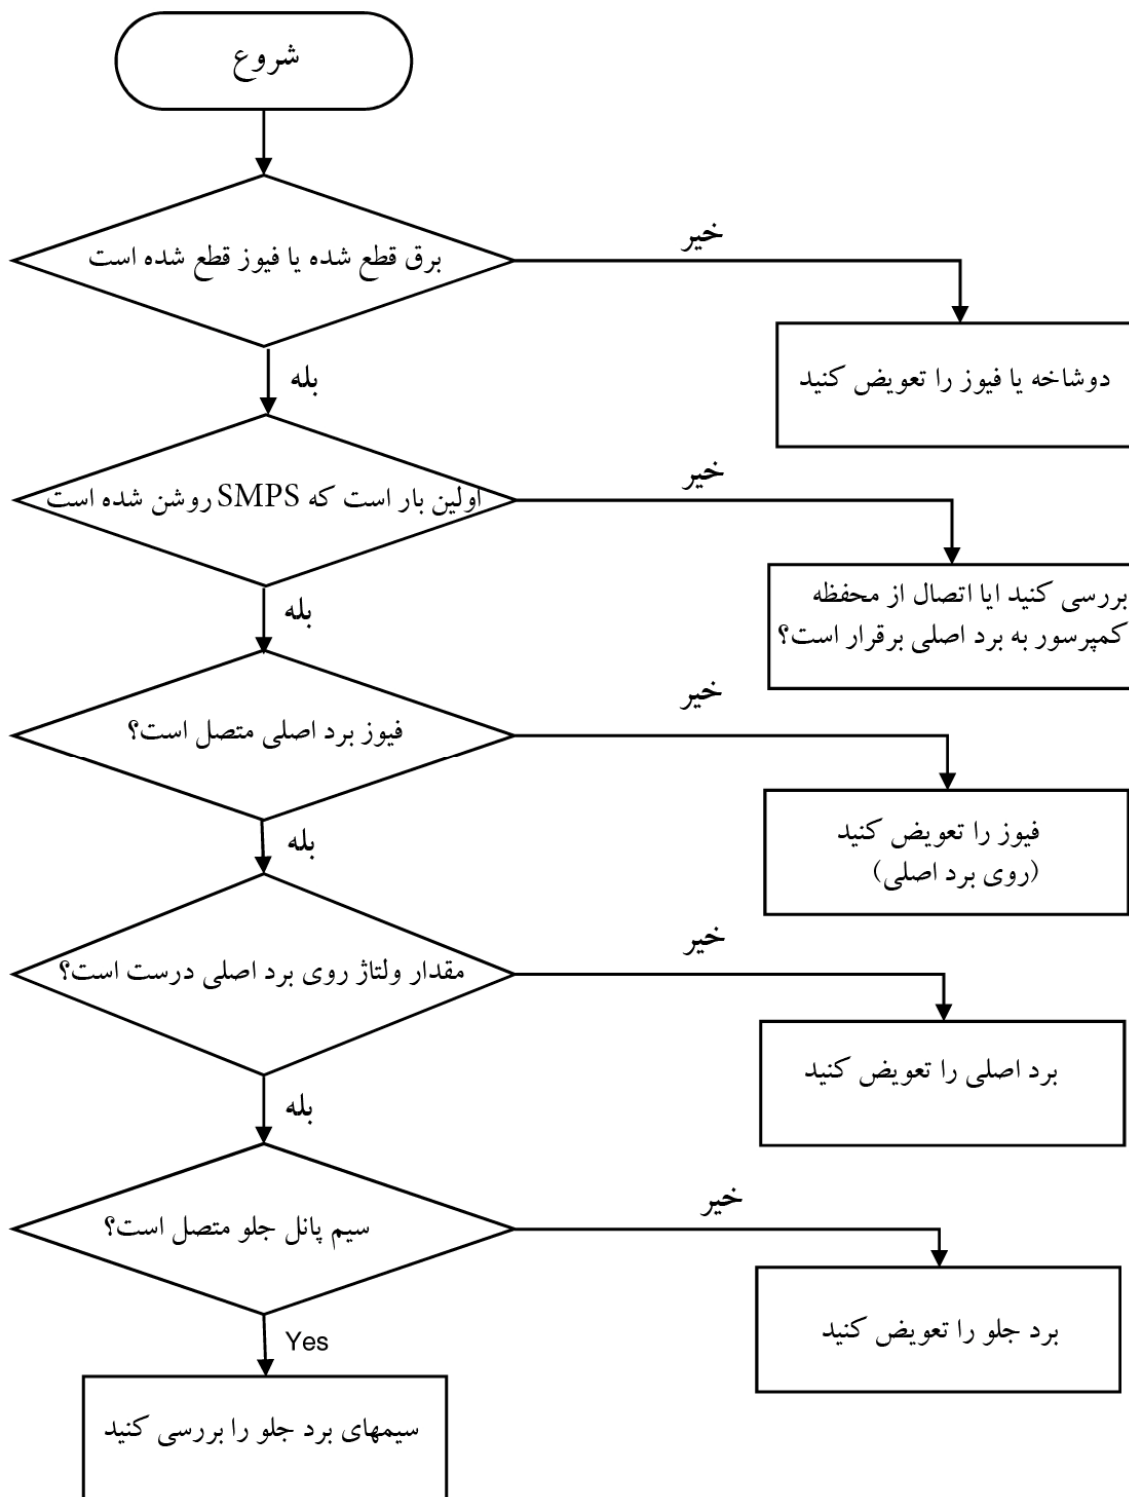 شروع
خیر
برق قطع شده یا فیوز قطع شده است
دوشاخه یا فیوز را تعویض کنید
بله
خیر
اولین بار است که SMPS روشن شده است
بررسی کنید ایا اتصال از محفظه
کمپرسور به برد اصلی برقرار است؟
بله
خیر
فیوز برد اصلی متصل است؟
فیوز را تعویض کنید
(روی برد اصلی)
بله
خیر
مقدار ولتاژ روی برد اصلی درست است؟
برد اصلی را تعویض کنید
بله
خیر
سیم پانل جلو متصل است؟
برد جلو را تعویض کنید
Yes
سیمهای برد جلو را بررسی کنید